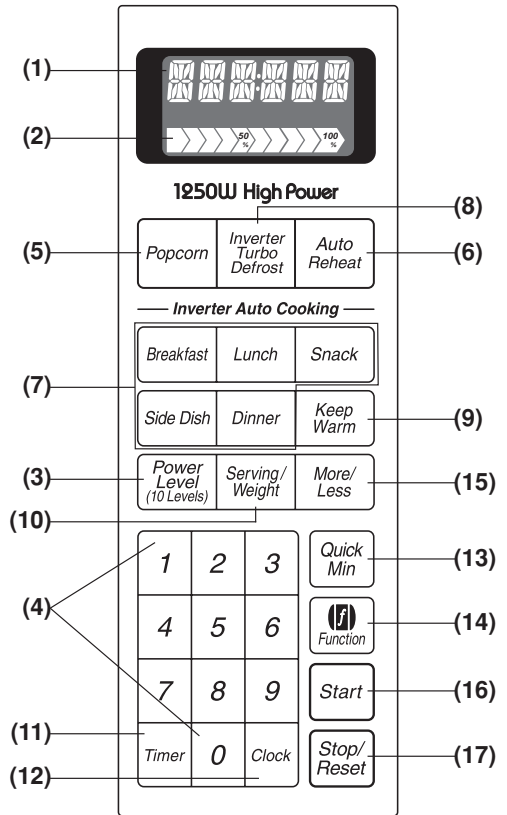 (1)
(2)
50
%
100
%
1250W High Power
(8)
(5)
Popcorn
Inverter
Turbo
Defrost
Auto
Reheat
(6)
Inverter Auto Cooking
Breakfast
Lunch
Snack
(7)
Side Dish
Dinner
Keep
Warm
(9)
(3)
Power
Level
(10 Levels)
Serving/
Weight
More/
Less
(15)
(10)
1
2
3
Quick
Min
(13)
(4)
4
5
6
f
Function
(14)
7
8
9
Start
(16)
(11)
Timer
0
Clock
Stop/
Reset
(17)
(12)